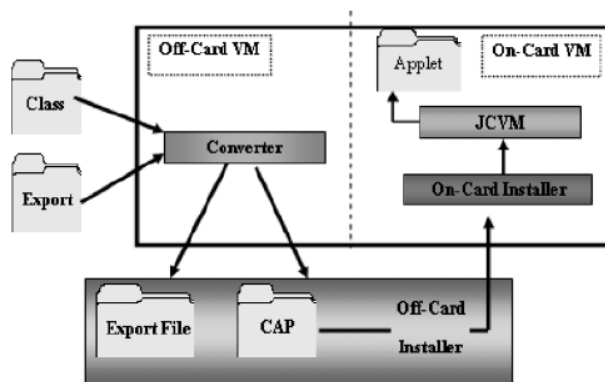 Off-Card VM
On-Card VM
Applet
Class
JCVM
Converter
Export
On-Card Installer
Export File
CAP
Off-Card
Installer